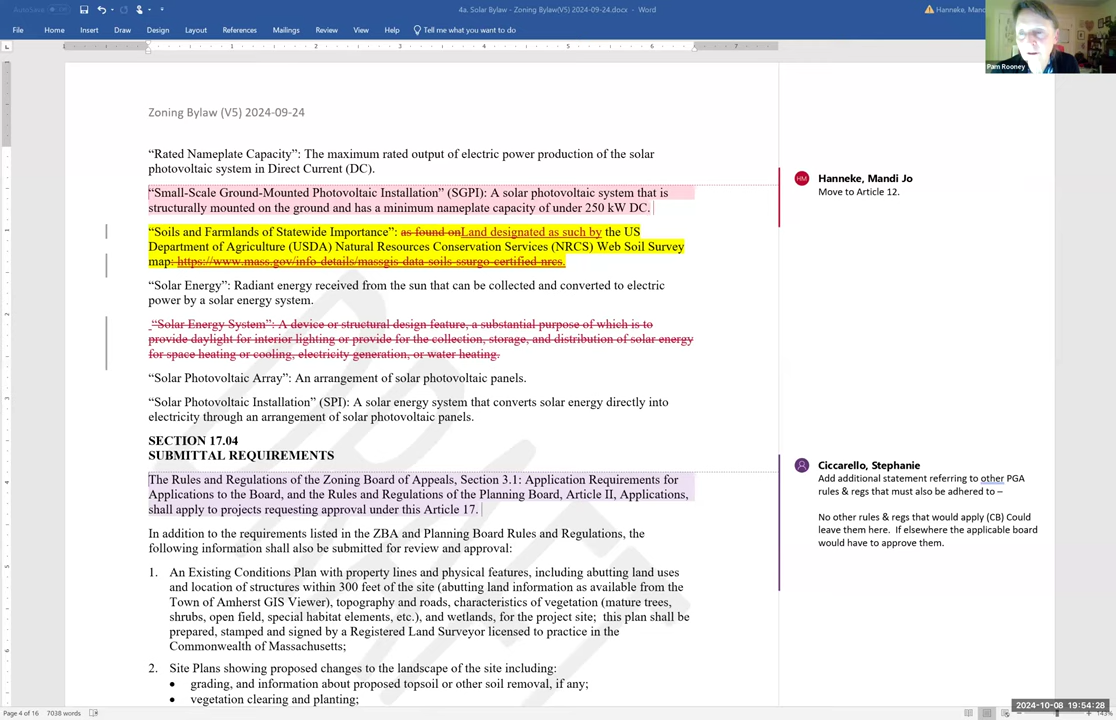 4a. Solar Bylaw - Zoning Bylaw(V5) 2024-09-24.docx - Word
Hanneke, Mand
File Home Insert Draw Design Layout References Mailings Review View Help Tell me what you want to do
Pam Rooney
Zoning Bylaw (V5) 2024-09-24
“Rated Nameplate Capacity”: The maximum rated output of electric power production of the solar
photovoltaic system in Direct Current (DC).
“Small-Scale Ground-Mounted Photovoltaic Installation” (SGPI): A solar photovoltaic system that is
structurally mounted on the ground and has a minimum nameplate capacity of under 250 kW DC.
“Soils and Farmlands of Statewide Importance”: as found onLand designated as such by the US
Department of Agriculture (USDA) Natural Resources Conservation Services (NRCS) Web Soil Survey
map: https://www.mass.gov/info-details/massgis-data-soils-ssurgo-certified-nrcs.
“Solar Energy”: Radiant energy received from the sun that can be collected and converted to electric
power by a solar energy system.
“Solar Energy System”: A device or structural design feature, a substantial purpose of which is to
provide daylight for interior lighting or provide for the collection, storage, and distribution of solar energy
for space heating or cooling, electricity generation, or water heating.
“Solar Photovoltaic Array”: An arrangement of solar photovoltaic panels.
“Solar Photovoltaic Installation” (SPI): A solar energy system that converts solar energy directly into
electricity through an arrangement of solar photovoltaic panels.
SECTION 17.04
SUBMITTAL REQUIREMENTS
The Rules and Regulations of the Zoning Board of Appeals, Section 3.1: Application Requirements for
Applications to the Board, and the Rules and Regulations of the Planning Board, Article II, Applications,
shall apply to projects requesting approval under this Article 17.
In addition to the requirements listed in the ZBA and Planning Board Rules and Regulations, the
following information shall also be submitted for review and approval:
1. An Existing Conditions Plan with property lines and physical features, including abutting land uses
and location of structures within 300 feet of the site (abutting land information as available from the
Town of Amherst GIS Viewer), topography and roads, characteristics of vegetation (mature trees,
shrubs, open field, special habitat elements, etc.), and wetlands, for the project site; this plan shall be
prepared, stamped and signed by a Registered Land Surveyor licensed to practice in the
Commonwealth of Massachusetts;
2. Site Plans showing proposed changes to the landscape of the site including:
• grading, and information about proposed topsoil or other soil removal, if any;
• vegetation clearing and planting;
HM Hanneke, Mandi Jo
Move to Article 12.
Ciccarello, Stephanie
Add additional statement referring to other PGA
rules & regs that must also be adhered to –
No other rules & regs that would apply (CB) Could
leave them here. If elsewhere the applicable board
would have to approve them.
Page 4 of 16 7038 words
2024-10-08 19:54:28